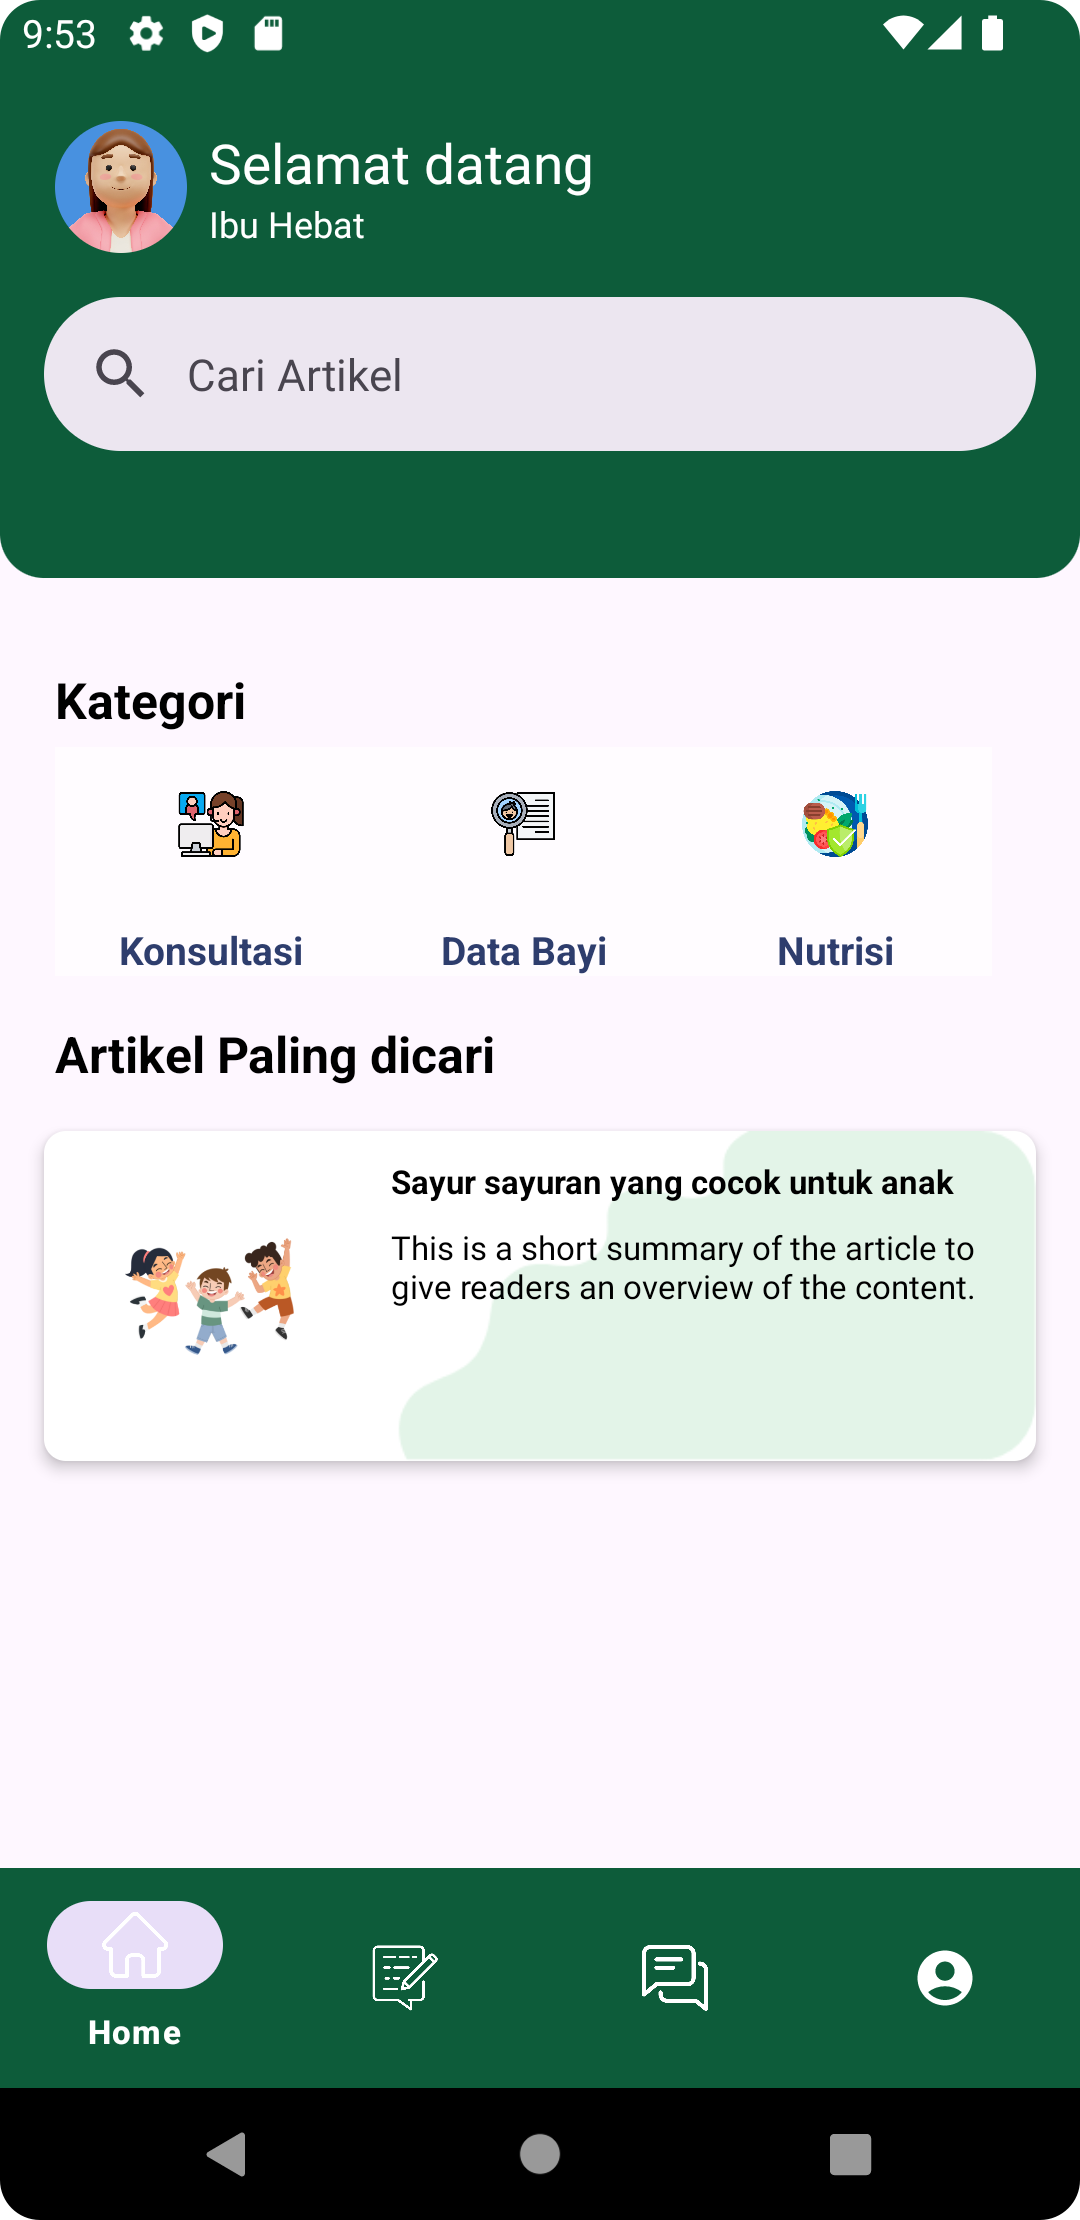 9:53
Selamat datang
Ibu Hebat
Cari Artikel
Kategori
Konsultasi
Data Bayi
Nutrisi
Artikel Paling dicari
Sayur sayuran yang cocok untuk anak
This is a short summary of the article to
give readers an overview of the content.
Home